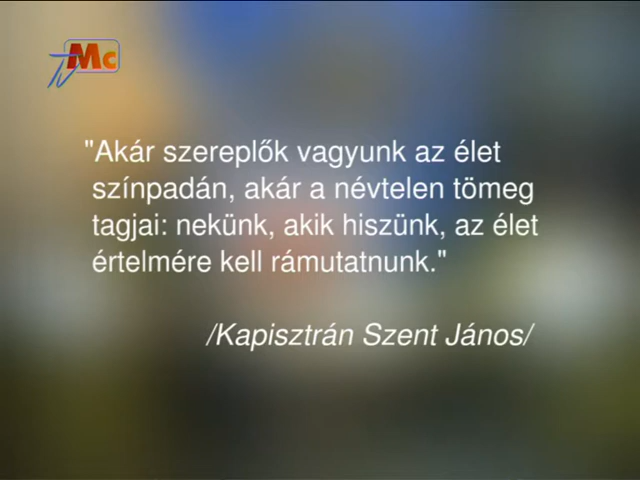 TV Mc
"Akár szereplők vagyunk az élet
színpadán, akár a névtelen tömeg
tagjai: nekünk, akik hiszünk, az élet
értelmére kell rámutatnunk."
/Kapisztrán Szent János/